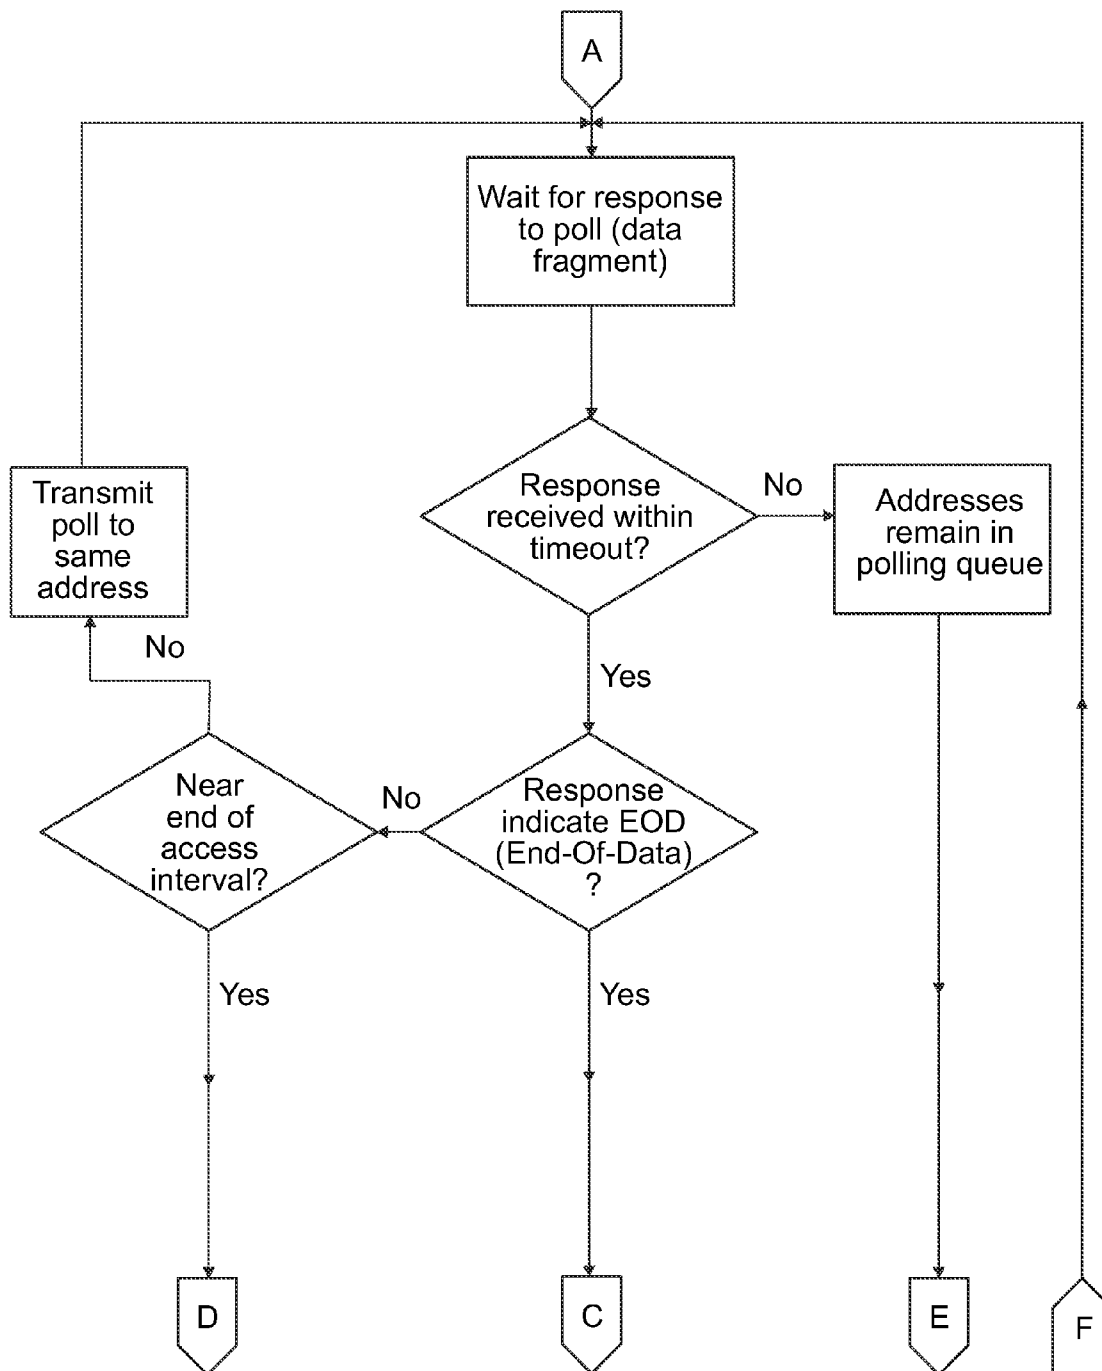 A
Wait for response
to poll (data
fragment)
Response
received within
timeout?
No
Addresses
remain in
polling queue
Transmit
poll to
same
address
No
Yes
Near
end of
access
interval?
No
Response
indicate EOD
(End-Of-Data)
?
Yes
Yes
D
C
E
F